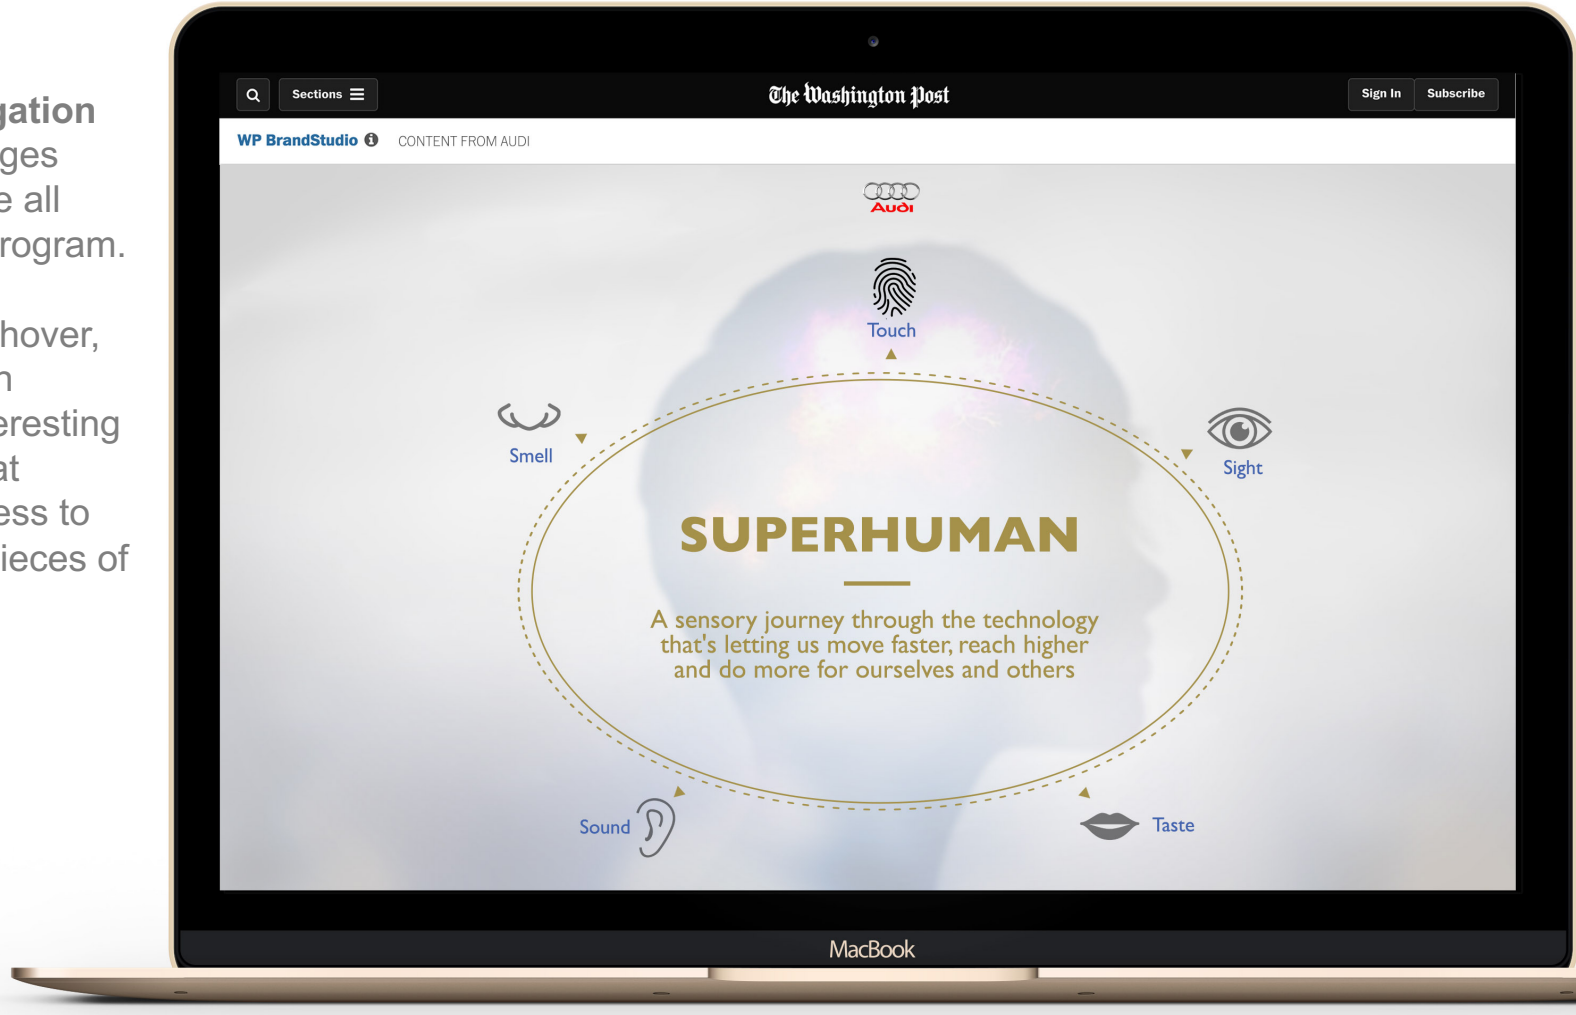 gation
ges
e all
rogram.
hover,
n
eresting
at
ess to
ieces of
Sections
The Washington Post
Sign In
Subscribe
WP BrandStudio
CONTENT FROM AUDI
Audi
Touch
Smell
Sight
SUPERHUMAN
A sensory journey through the technology
that's letting us move faster, reach higher
and do more for ourselves and others
Sound
Taste
MacBook